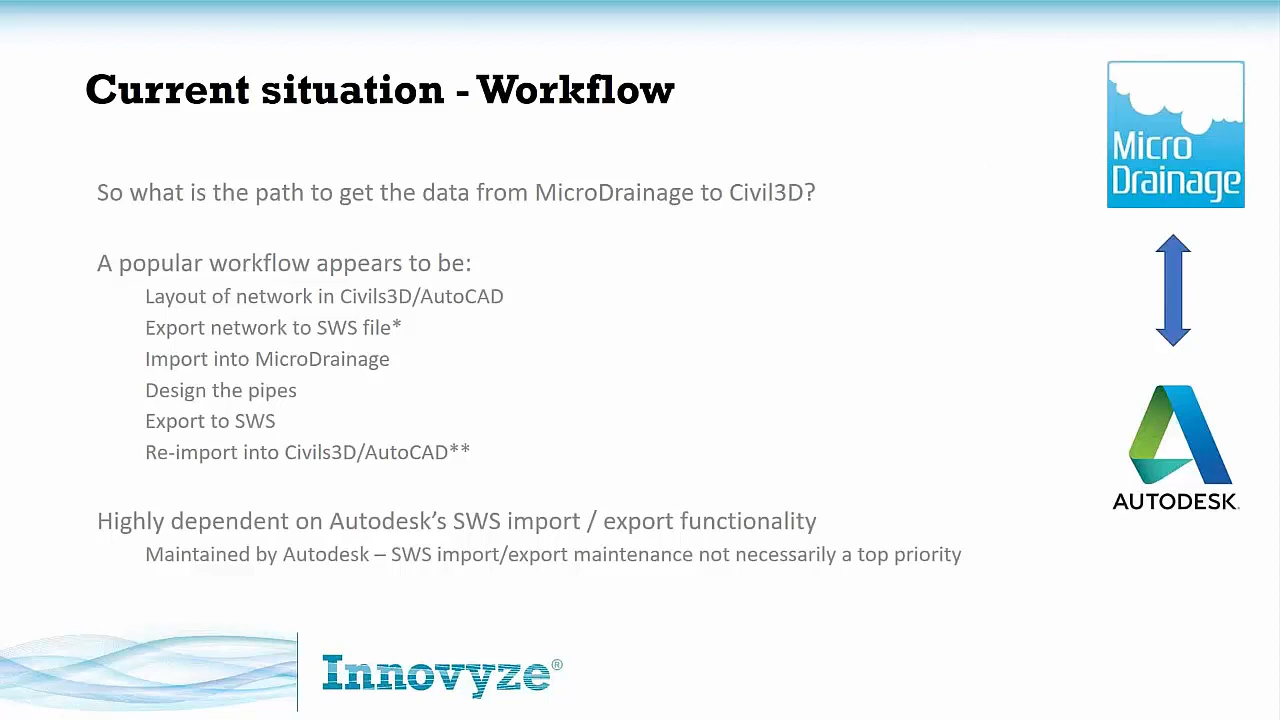 Current situation - Workflow
Micro
Drainage
So what is the path to get the data from MicroDrainage to Civil3D?
A popular workflow appears to be:
Layout of network in Civils3D/AutoCAD
Export network to SWS file*
Import into MicroDrainage
Design the pipes
Export to SWS
Re-import into Civils3D/AutoCAD**
AUTODESK.
Highly dependent on Autodesk’s SWS import / export functionality
Maintained by Autodesk – SWS import/export maintenance not necessarily a top priority
Innovyze®